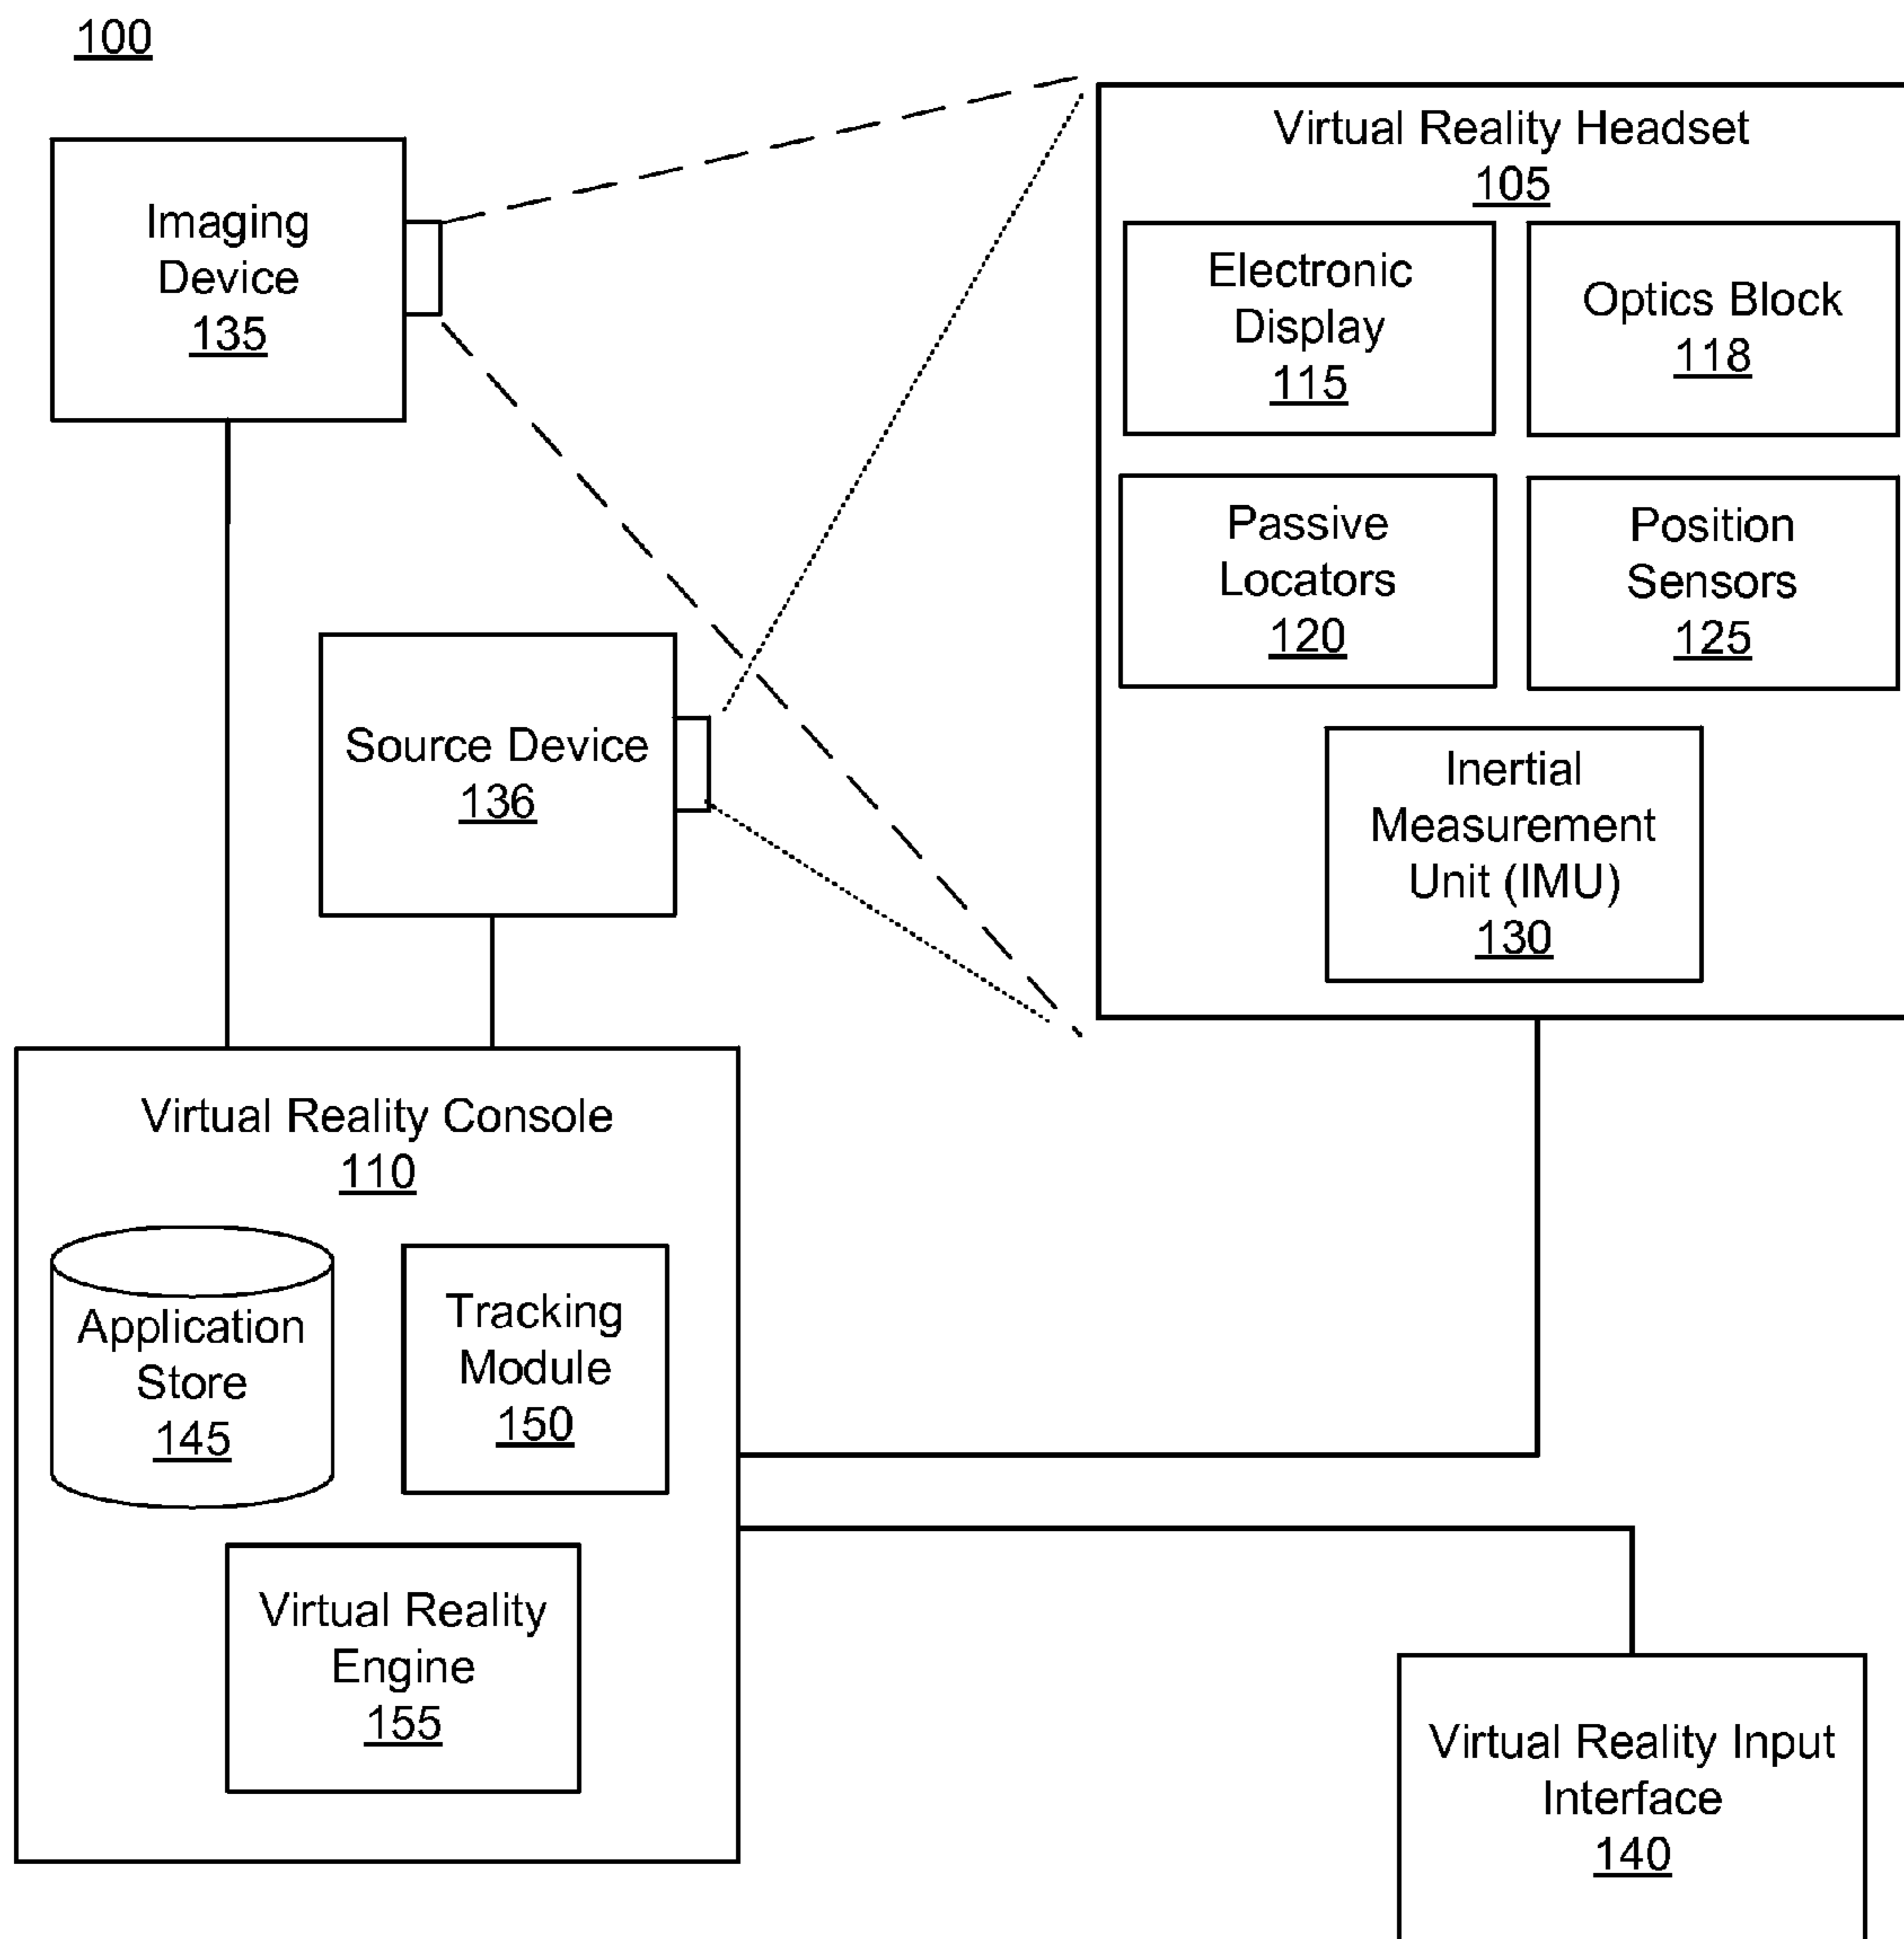 100
Imaging
Device
135
Virtual Reality Headset
105
Electronic
Display
115
Optics Block
118
Passive
Locators
120
Position
Sensors
125
Inertial
Measurement
Unit (IMU)
130
Source Device
136
Virtual Reality Console
110
Application
Store
145
Tracking
Module
150
Virtual Reality
Engine
155
Virtual Reality Input
Interface
140